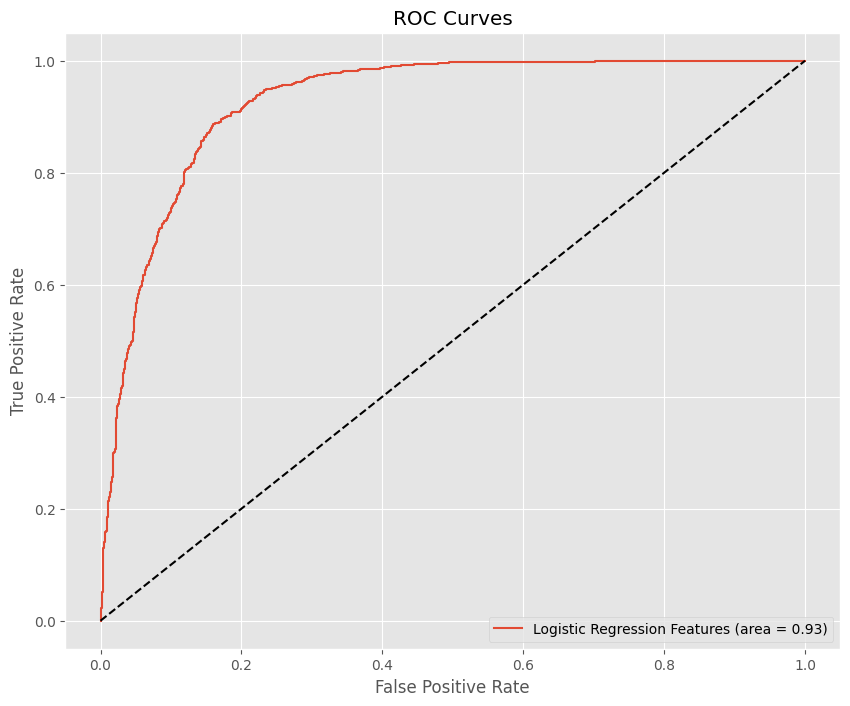 ROC Curves
True Positive Rate
1.0
0.8
0.6
0.4
0.2
0.0
Logistic Regression Features (area = 0.93)
0.0 0.2 0.4 0.6 0.8 1.0
False Positive Rate